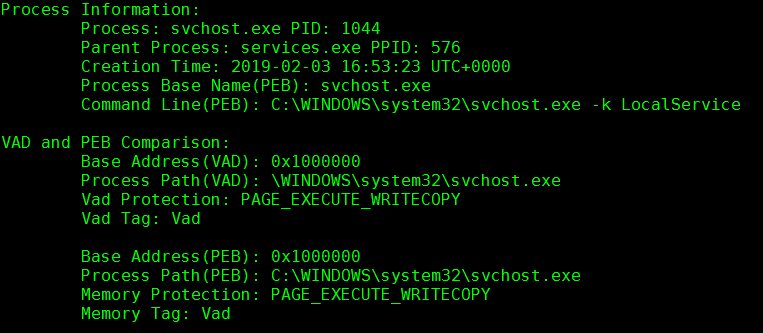 Process Information:
Process: svchost.exe PID: 1044
Parent Process: services.exe PPID: 576
Creation Time: 2019-02-03 16:53:23 UTC+0000
Process Base Name(PEB): svchost.exe
Command Line(PEB): C:\WINDOWS\system32\svchost.exe -k LocalService
VAD and PEB Comparison:
Base Address(VAD): 0x1000000
Process Path(VAD): \WINDOWS\system32\svchost.exe
Vad Protection: PAGE_EXECUTE_WRITECOPY
Vad Tag: Vad
Base Address(PEB): 0x1000000
Process Path(PEB): C:\WINDOWS\system32\svchost.exe
Memory Protection: PAGE_EXECUTE_WRITECOPY
Memory Tag: Vad